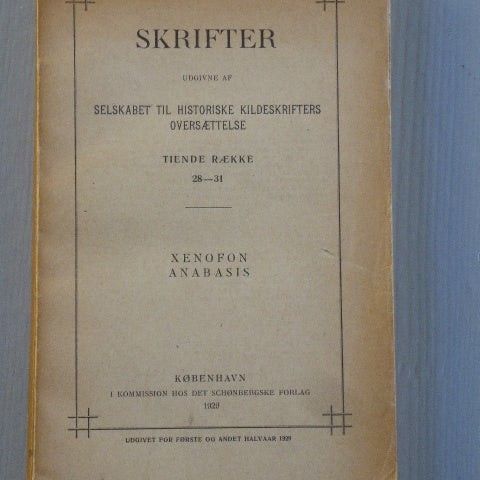 SKRIFTER
UDGIVNE AF
SELSKABET TIL HISTORISKE KILDESKRIFTERS
OVERSÆTTELSE
TIENDE RÆKKE
28—31
XENOFON
ANABASIS
KØBENHAVN
I KOMMISSION HOS DET SCHØNBERGSKE FORLAG
1929
UDGIVET FOR FØRSTE OG ANDET HALVAAR 1929